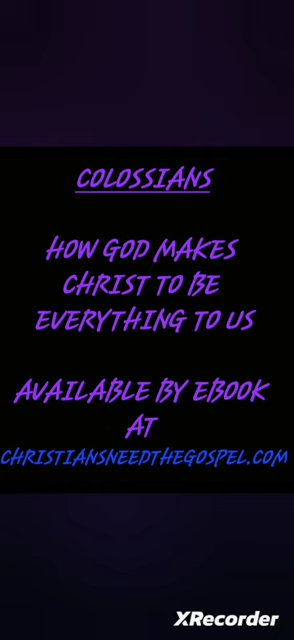 COLOSSIANS
HOW GOD MAKES
CHRIST TO BE
EVERYTHING TO US
AVAILABLE BY EBOOK
AT
CHRISTIANSNEEDTHEGOSPEL.COM
XRecorder